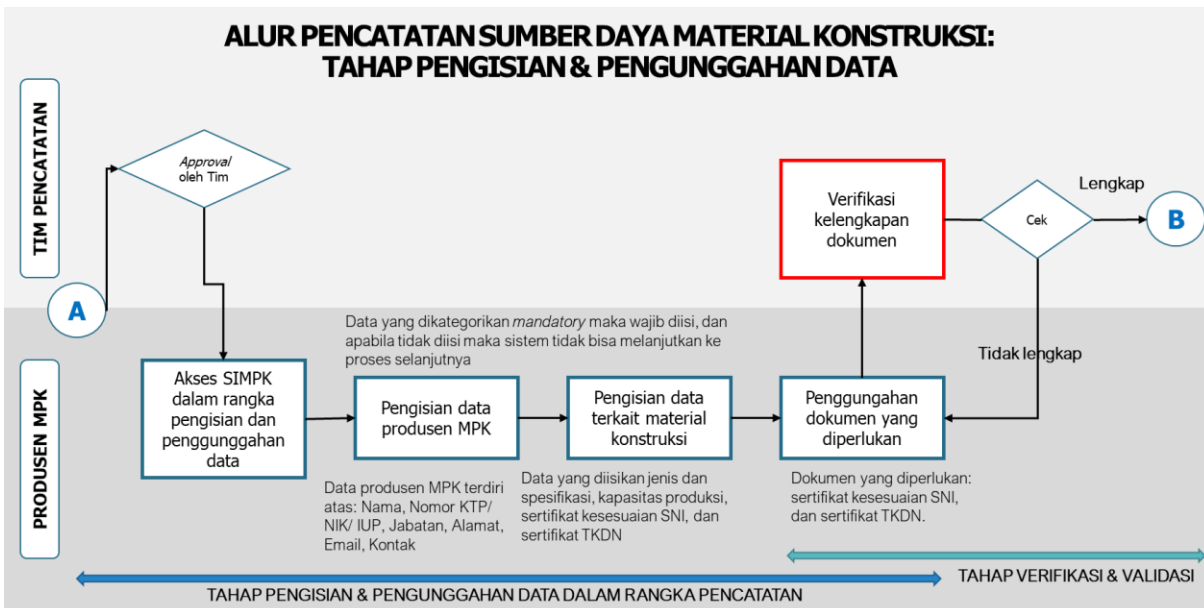 ALUR PENCATATAN SUMBER DAYA MATERIAL KONSTRUKSI:
TAHAP PENGISIAN & PENGUNGGAHAN DATA
TIM PENCATATAN
Approval
oleh Tim
A
Verifikasi
kelengkapan
dokumen
Cek
Lengkap
B
Tidak lengkap
PRODUSEN MPK
Data yang dikategorikan mandatory maka wajib diisi, dan
apabila tidak diisi maka sistem tidak bisa melanjutkan ke
proses selanjutnya
Akses SIMPK
dalam rangka
pengisian dan
penggunggahan
data
Pengisian data
produsen MPK
Pengisian data
terkait material
konstruksi
Penggungahan
dokumen yang
diperlukan
Data produsen MPK terdiri
atas: Nama, Nomor KTP/
NIK/ IUP, Jabatan, Alamat,
Email, Kontak
Data yang diisikan jenis dan
spesifikasi, kapasitas produksi,
sertifikat kesesuaian SNI, dan
sertifikat TKDN
Dokumen yang diperlukan:
sertifikat kesesuaian SNI,
dan sertifikat TKDN.
TAHAP PENGISIAN & PENGUNGGAHAN DATA DALAM RANGKA PENCATATAN
TAHAP VERIFIKASI & VALIDASI